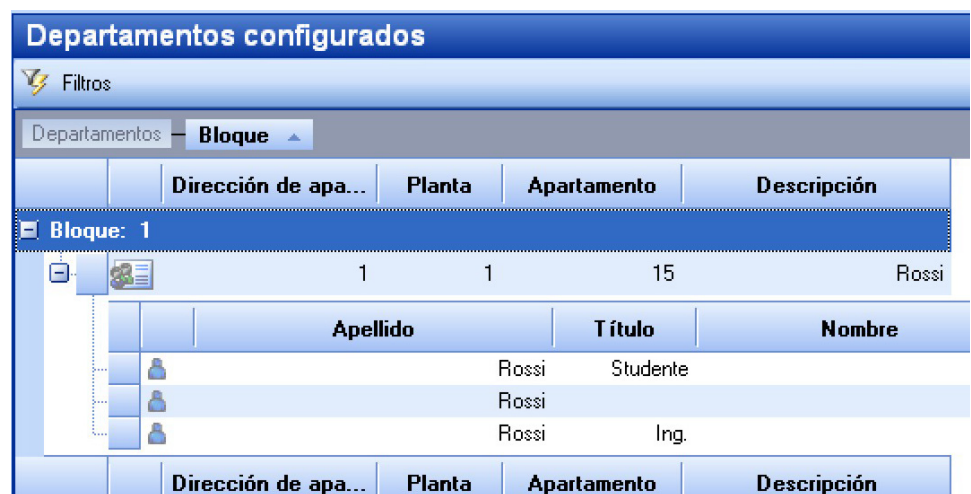 Departamentos configurados
Filtros
Departamentos Bloque
Dirección de apa... Planta Apartamento Descripción
Bloque: 1
1 1 15 Rossi
Apellido Título Nombre
Rossi Studente
Rossi
Rossi Ing.
Dirección de apa... Planta Apartamento Descripción